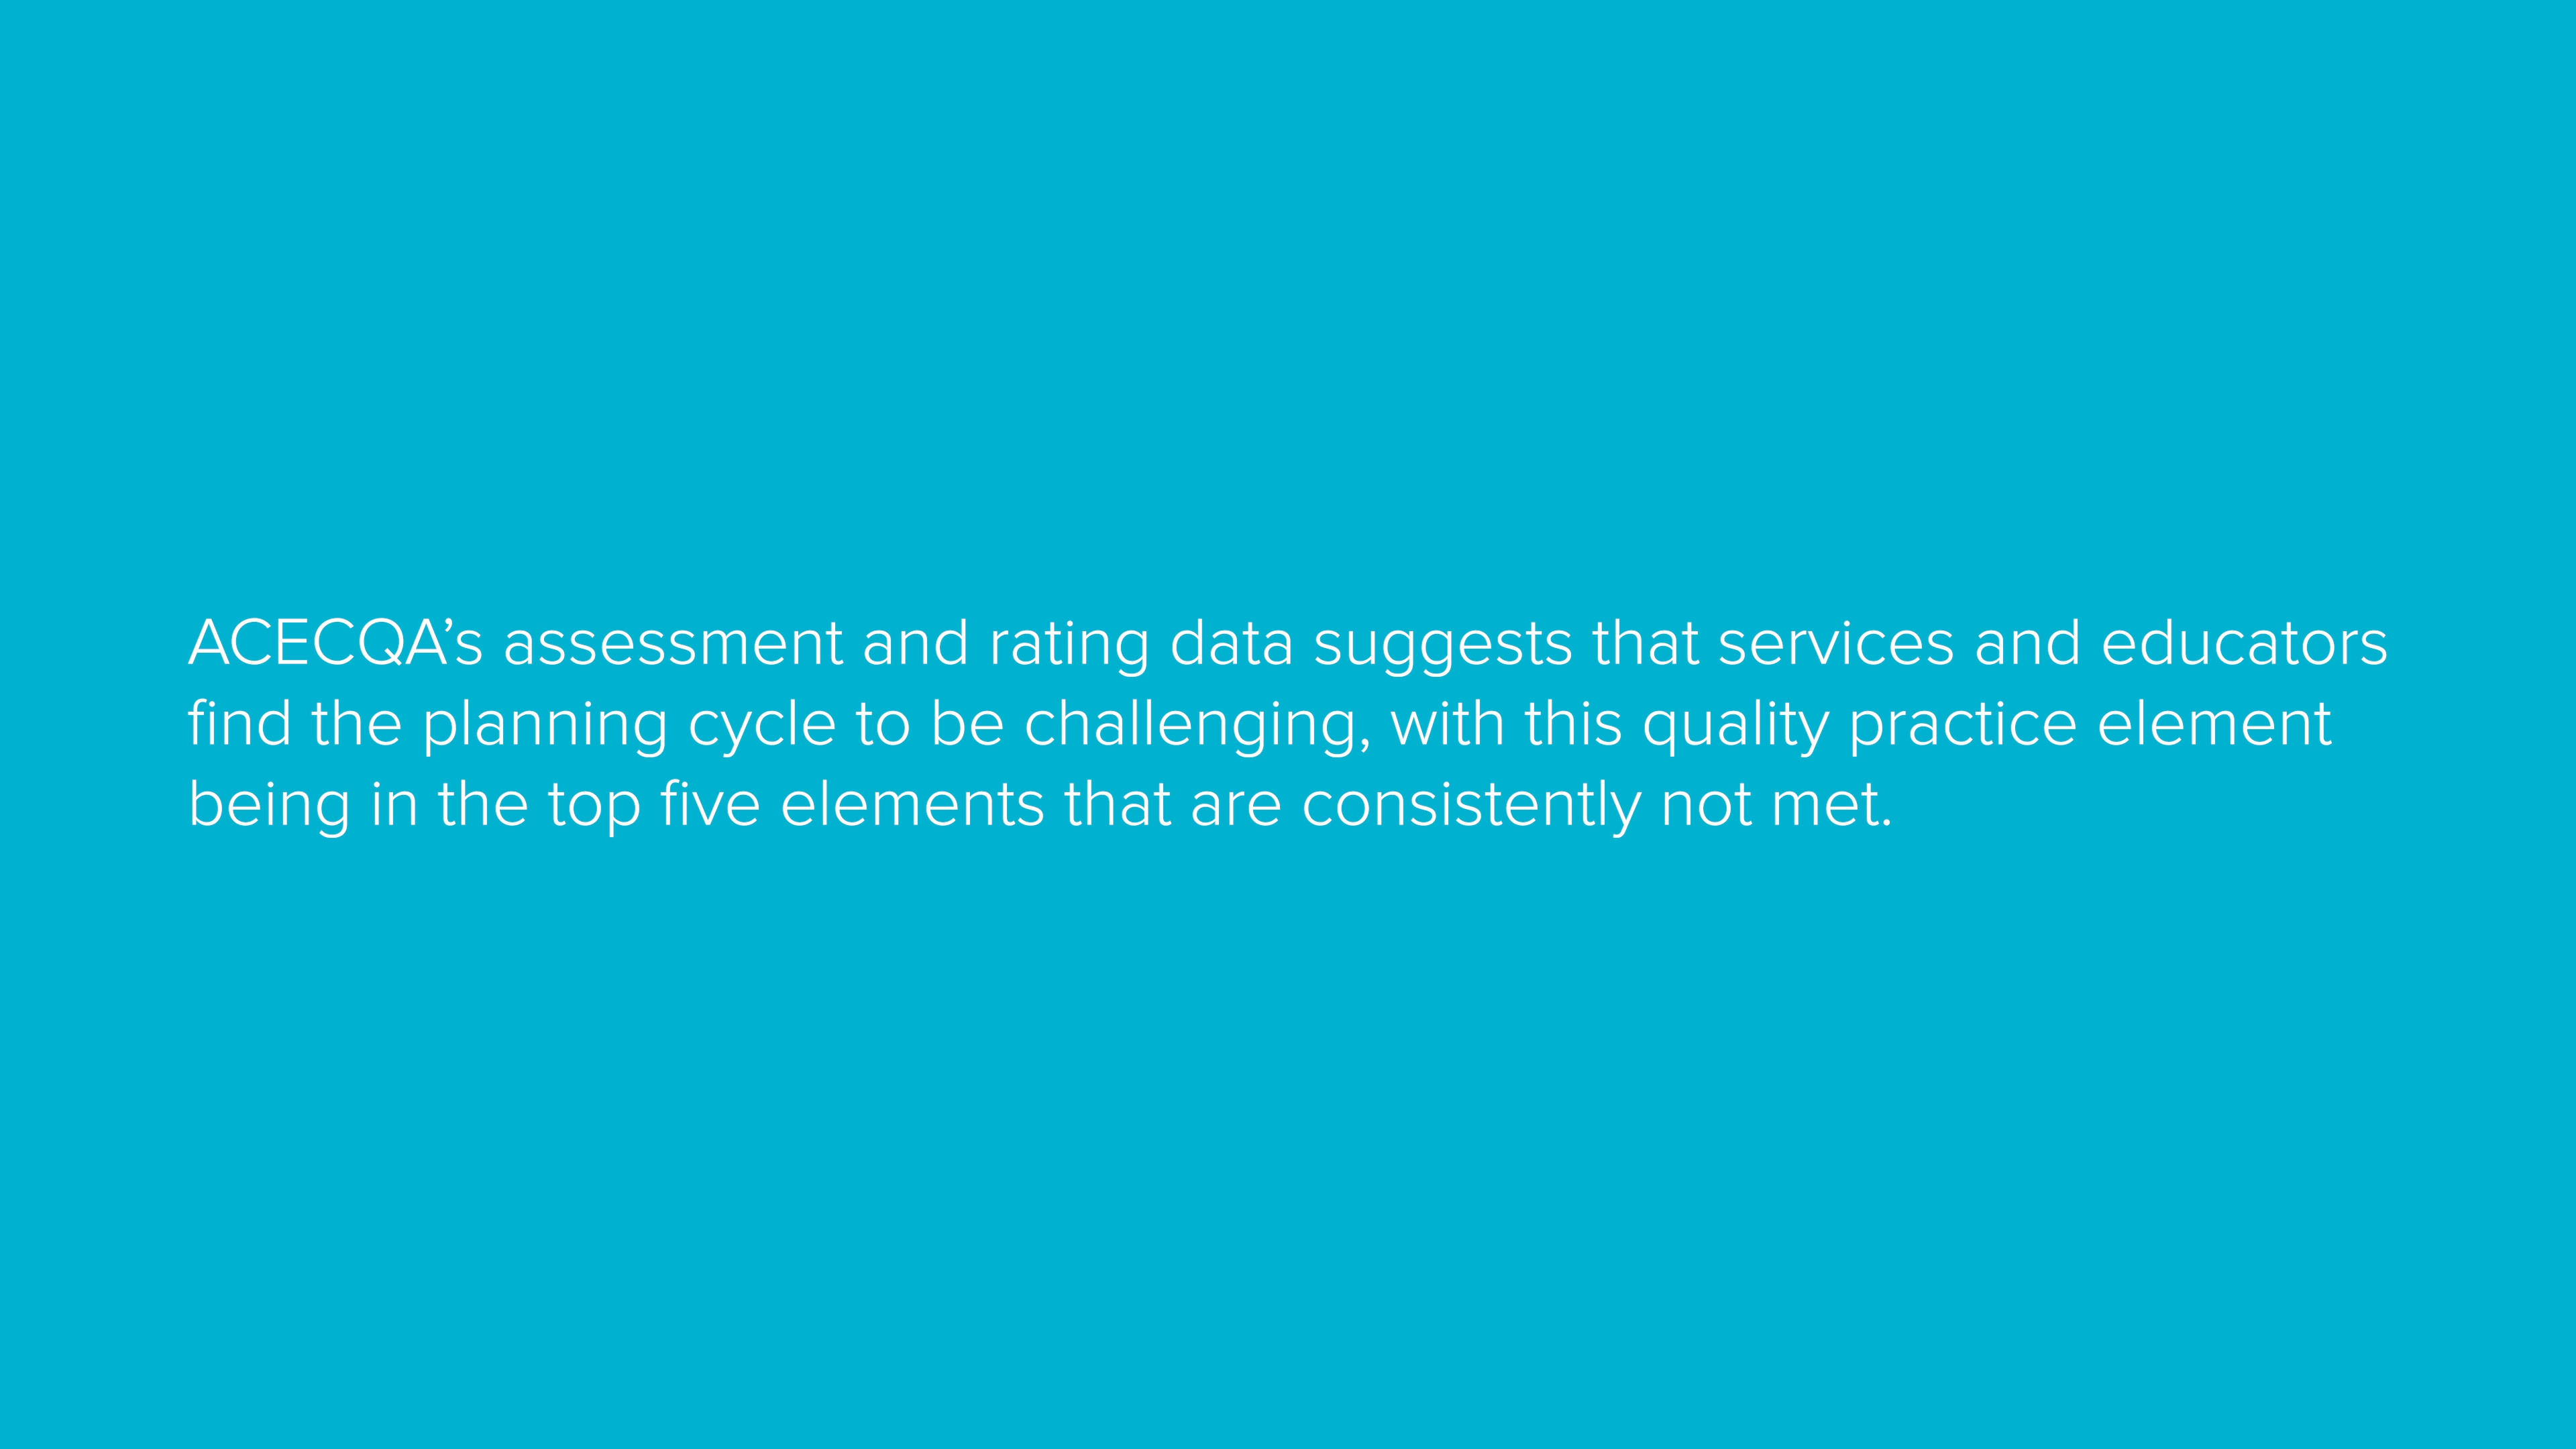 ACECQA’s assessment and rating data suggests that services and educators
find the planning cycle to be challenging, with this quality practice element
being in the top five elements that are consistently not met.